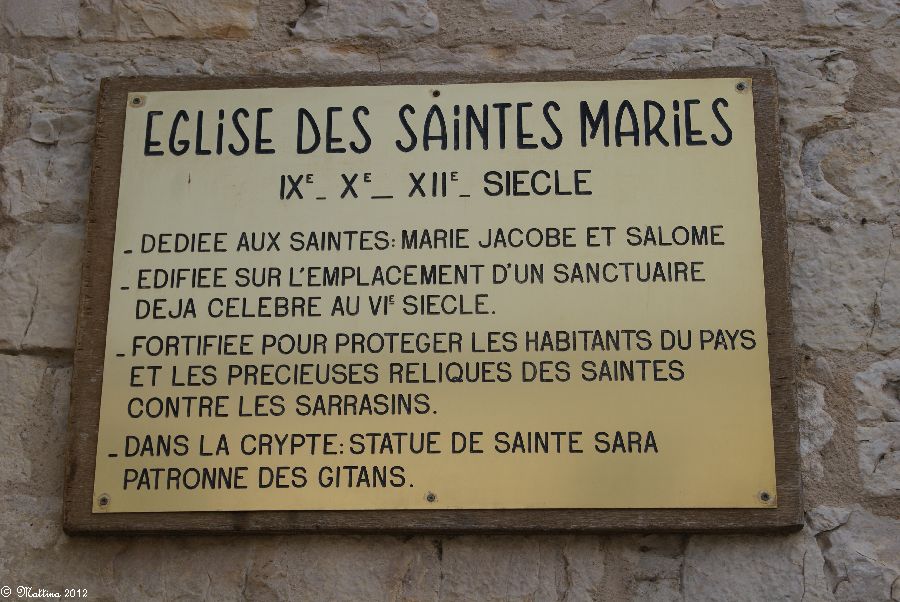 EGLiSE DES SAiNTES MARiES
IXᴱ_ Xᴱ_ XIIᴱ_ SIECLE
_ DEDIEE AUX SAINTES: MARIE JACOBE ET SALOME
_ EDIFIEE SUR L'EMPLACEMENT D'UN SANCTUAIRE
DEJA CELEBRE AU VIᴱ SIECLE.
_ FORTIFIEE POUR PROTEGER LES HABITANTS DU PAYS
ET LES PRECIEUSES RELIQUES DES SAINTES
CONTRE LES SARRASINS.
_ DANS LA CRYPTE: STATUE DE SAINTE SARA
PATRONNE DES GITANS.
© Mattina 2012